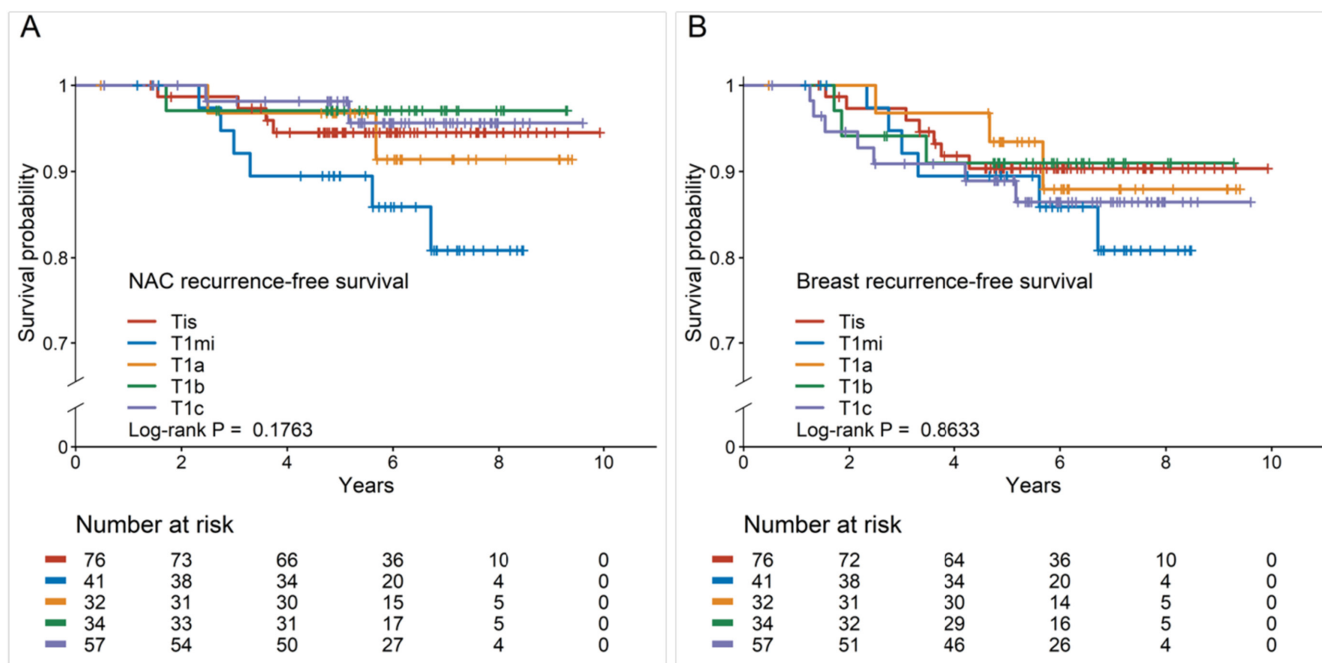 A
1
0.9
0.8
0.7
0
Survival probability
NAC recurrence-free survival
Tis
T1mi
T1a
T1b
T1c
Log-rank P = 0.1763
0 2 4 6 8 10
Years
Number at risk
76 73 66 36 10 0
41 38 34 20 4 0
32 31 30 15 5 0
34 33 31 17 5 0
57 54 50 27 4 0
B
1
0.9
0.8
0.7
0
Survival probability
Breast recurrence-free survival
Tis
T1mi
T1a
T1b
T1c
Log-rank P = 0.8633
0 2 4 6 8 10
Years
Number at risk
76 72 64 36 10 0
41 38 34 20 4 0
32 31 30 14 5 0
34 32 29 16 5 0
57 51 46 26 4 0